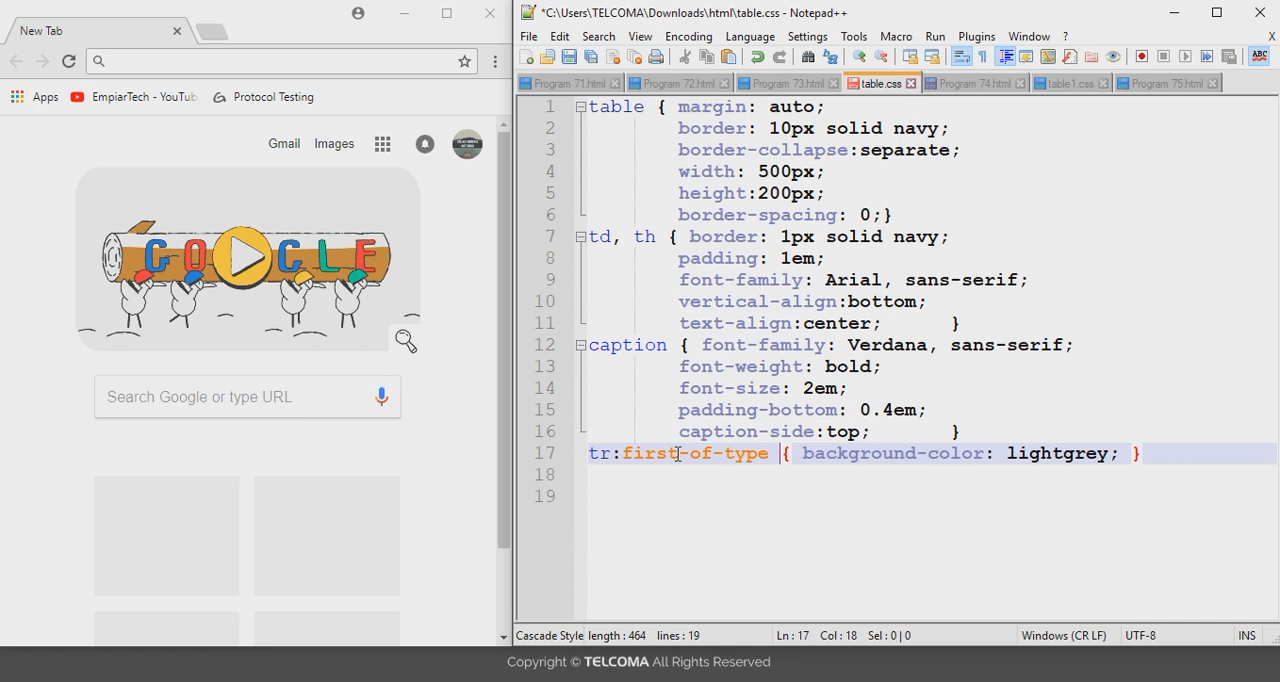 New Tab
Apps
EmpiarTech - YouTub
Protocol Testing
Gmail
Images
GOOGLE
Search Google or type URL
*C:\Users\TELCOMA\Downloads\html\table.css - Notepad++
File Edit Search View Encoding Language Settings Tools Macro Run Plugins Window ? X
ABC
Program 71.html
Program 72.html
Program 73.html
table.css
Program 74.html
table1.css
Program 75.html
1 table { margin: auto;
2 border: 10px solid navy;
3 border-collapse:separate;
4 width: 500px;
5 height:200px;
6 border-spacing: 0;}
7 td, th { border: 1px solid navy;
8 padding: 1em;
9 font-family: Arial, sans-serif;
10 vertical-align:bottom;
11 text-align:center; }
12 caption { font-family: Verdana, sans-serif;
13 font-weight: bold;
14 font-size: 2em;
15 padding-bottom: 0.4em;
16 caption-side:top; }
17 tr:first-of-type { background-color: lightgrey; }
18
19
Cascade Style length : 464 lines : 19 Ln : 17 Col : 18 Sel : 0 | 0 Windows (CR LF) UTF-8 INS
Copyright © TELCOMA All Rights Reserved